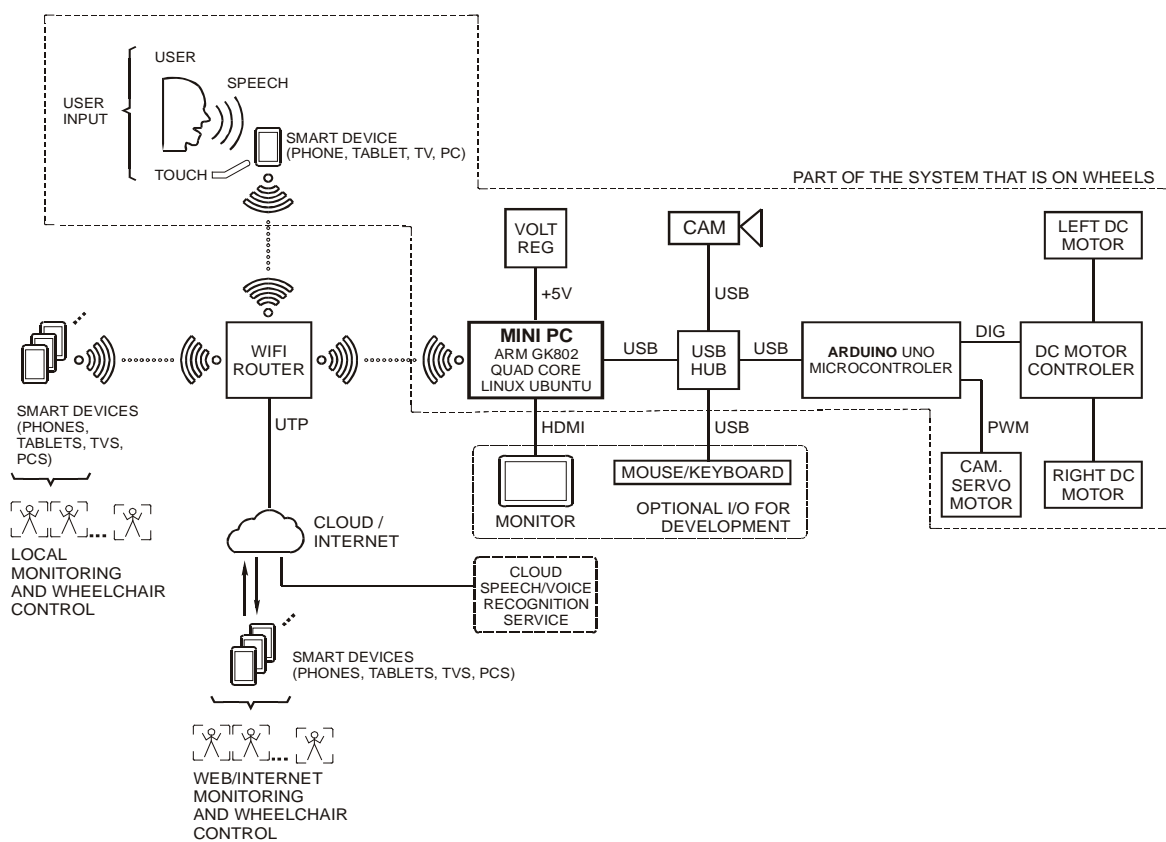 USER
SPEECH
USER
INPUT
SMART DEVICE
(PHONE, TABLET, TV, PC)
TOUCH
PART OF THE SYSTEM THAT IS ON WHEELS
VOLT
REG
CAM
LEFT DC
MOTOR
+5V
USB
WIFI
ROUTER
MINI PC
ARM GK802
QUAD CORE
LINUX UBUNTU
USB
USB
HUB
USB
ARDUINO UNO
MICROCONTROLER
DIG
DC MOTOR
CONTROLER
SMART DEVICES
(PHONES,
TABLETS, TVS,
PCS)
UTP
HDMI
USB
PWM
MONITOR
MOUSE/KEYBOARD
OPTIONAL I/O FOR
DEVELOPMENT
CAM.
SERVO
MOTOR
RIGHT DC
MOTOR
...
LOCAL
MONITORING
AND WHEELCHAIR
CONTROL
CLOUD /
INTERNET
CLOUD
SPEECH/VOICE
RECOGNITION
SERVICE
SMART DEVICES
(PHONES, TABLETS, TVS, PCS)
...
WEB/INTERNET
MONITORING
AND WHEELCHAIR
CONTROL